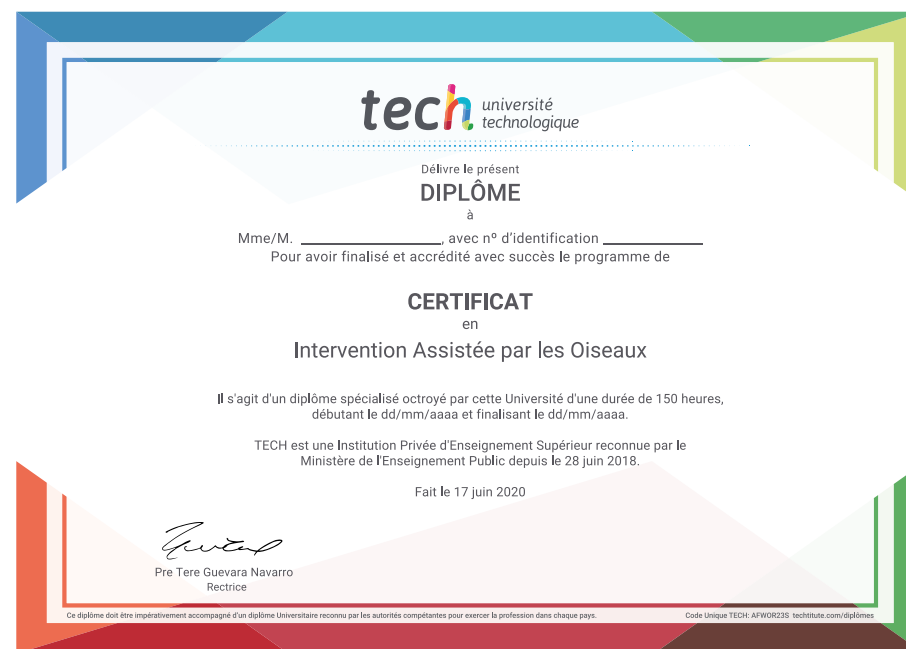 tech université
technologique
Délivre le présent
DIPLÔME
à
Mme/M. ____________________, avec nº d'identification ______________
Pour avoir finalisé et accrédité avec succès le programme de
CERTIFICAT
en
Intervention Assistée par les Oiseaux
Il s'agit d'un diplôme spécialisé octroyé par cette Université d'une durée de 150 heures,
débutant le dd/mm/aaaa et finalisant le dd/mm/aaaa.
TECH est une Institution Privée d'Enseignement Supérieur reconnue par le
Ministère de l'Enseignement Public depuis le 28 juin 2018.
Fait le 17 juin 2020
Pre Tere Guevara Navarro
Rectrice
Ce diplôme doit être impérativement accompagné d'un diplôme Universitaire reconnu par les autorités compétantes pour exercer la profession dans chaque pays.
Code Unique TECH: AFWOR23S techtitute.com/diplômes